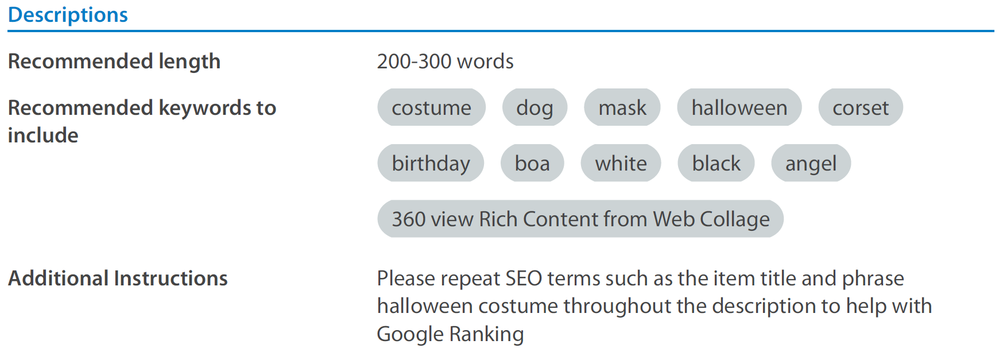 Descriptions
Recommended length 200-300 words
Recommended keywords to include
costume dog mask halloween corset
birthday boa white black angel
360 view Rich Content from Web Collage
Additional Instructions
Please repeat SEO terms such as the item title and phrase
halloween costume throughout the description to help with
Google Ranking